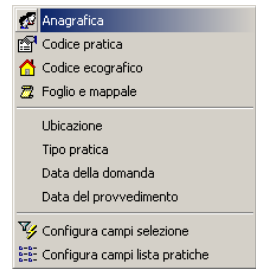 Anagrafica
Codice pratica
Codice ecografico
Foglio e mappale
Ubicazione
Tipo pratica
Data della domanda
Data del provvedimento
Configura campi selezione
Configura campi lista pratiche